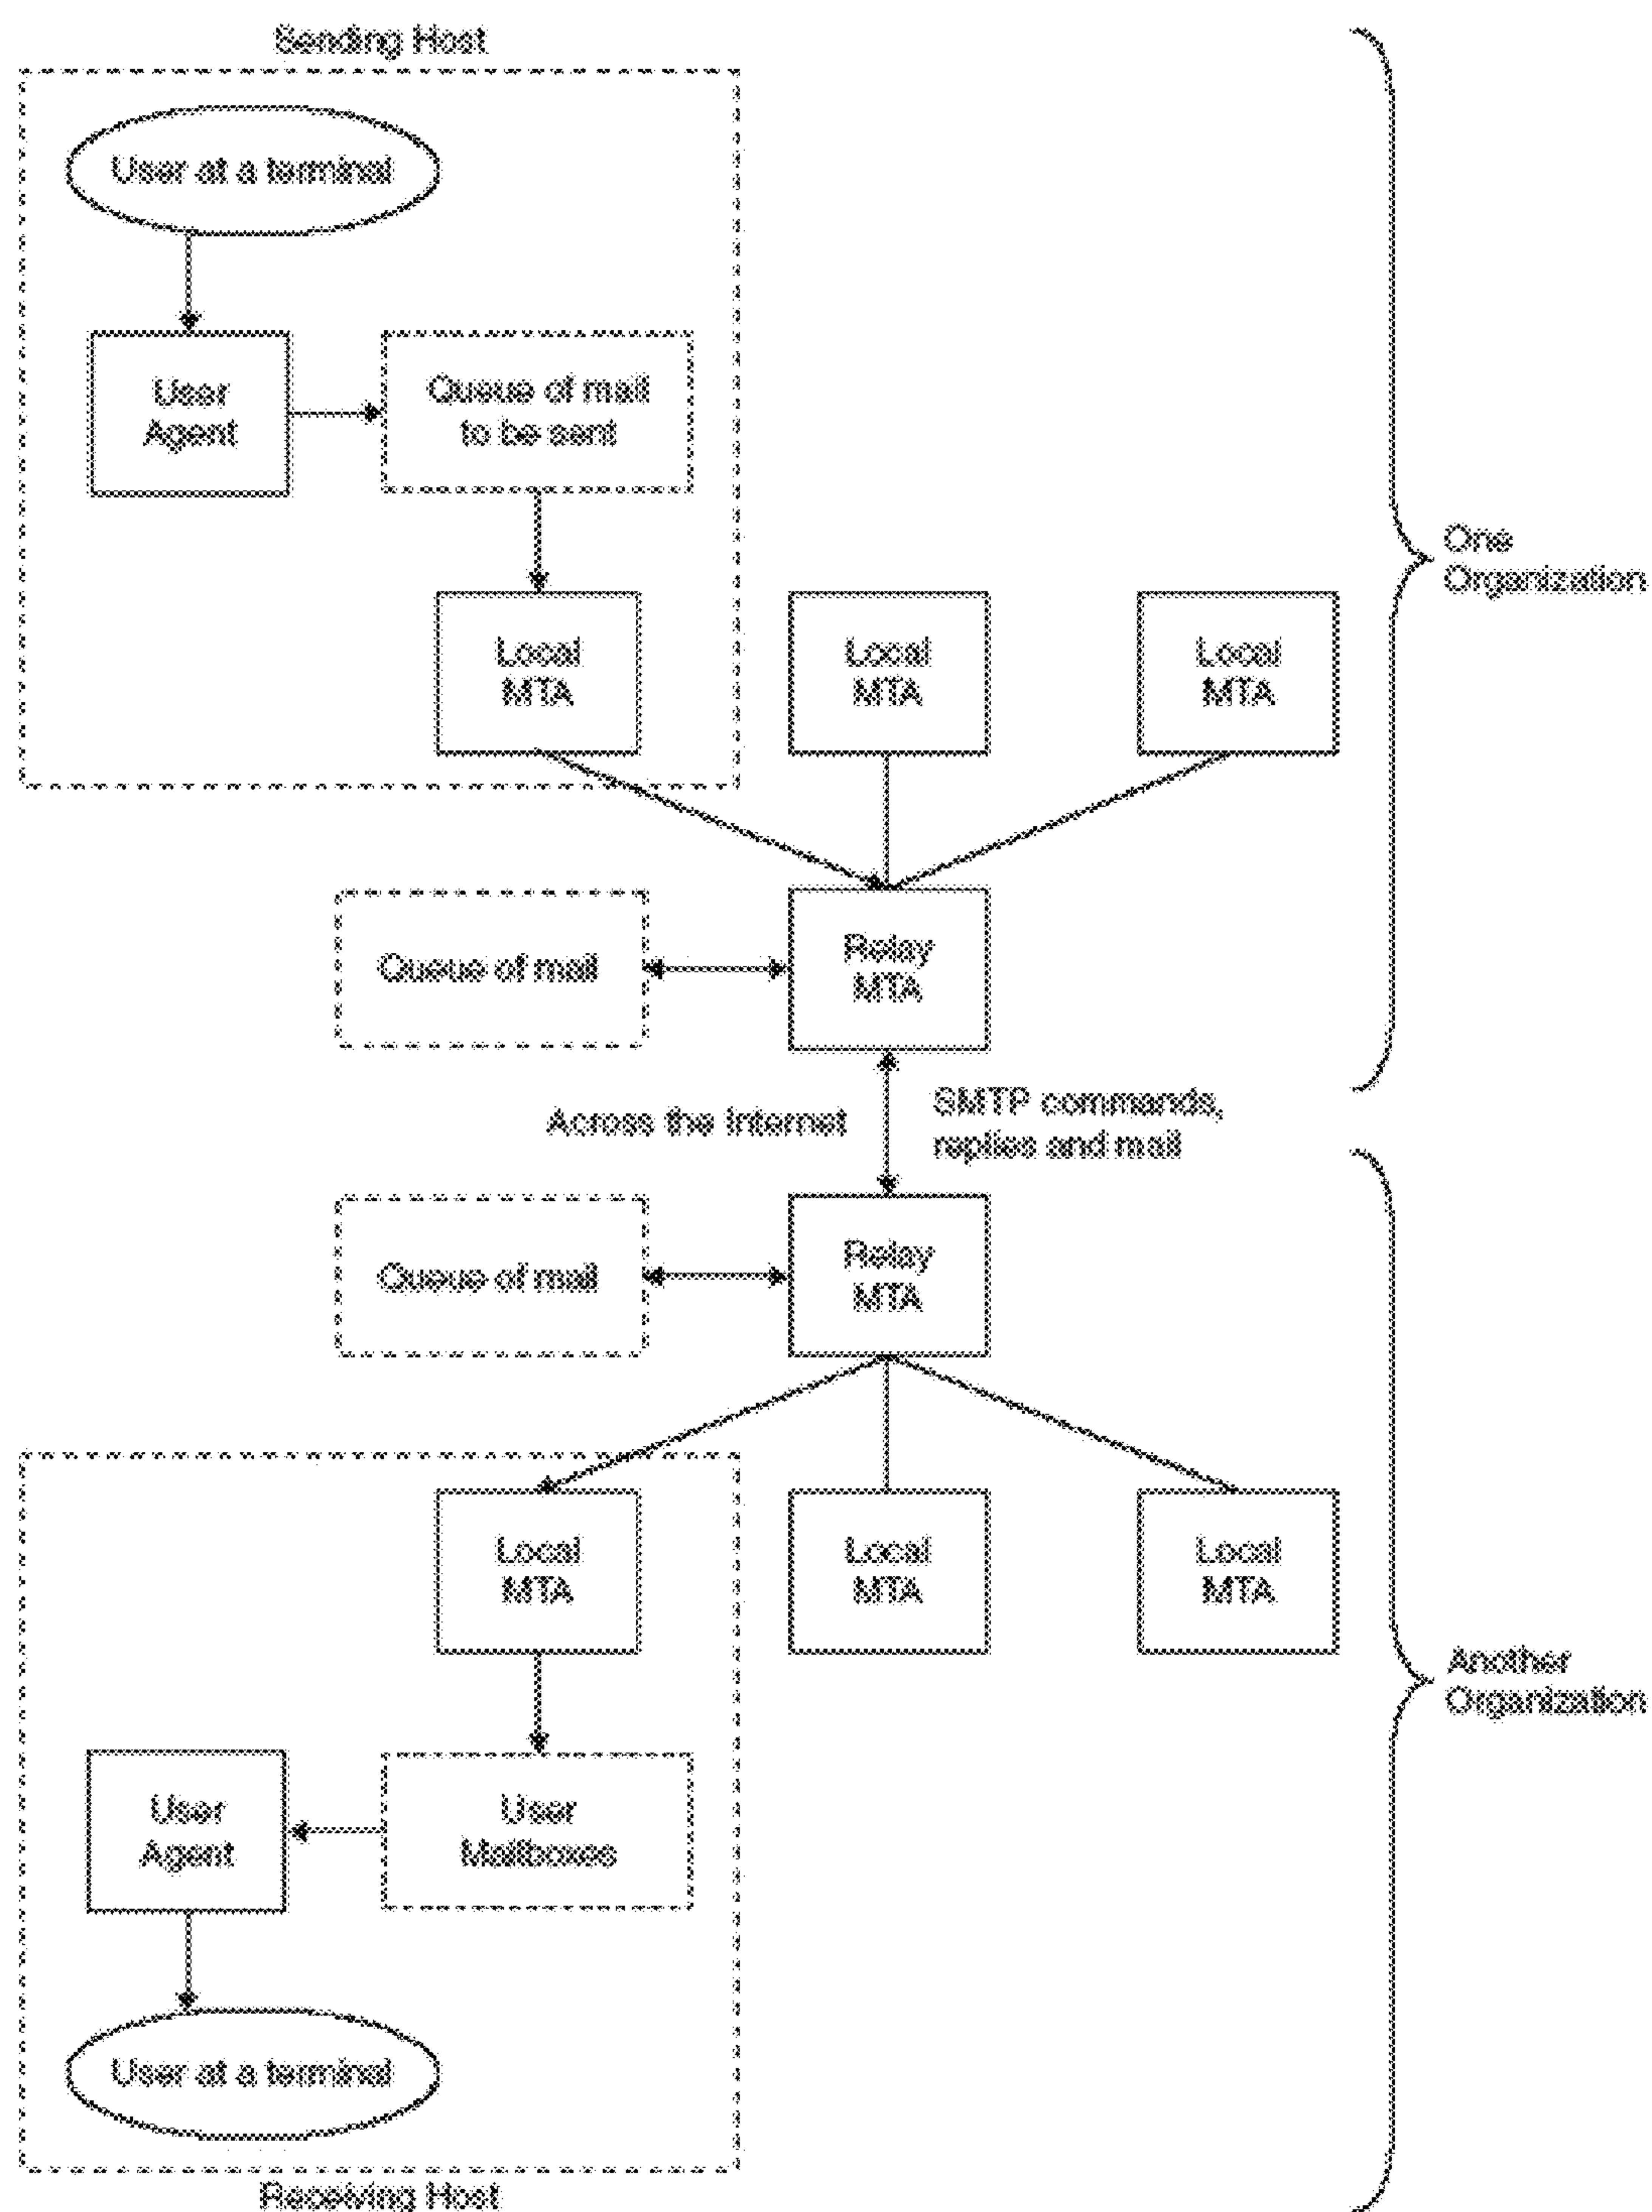 Sending Host
User at a terminal
User
Agent
Queue of mail
to be sent
One
Organization
Local
MTA
Local
MTA
Local
MTA
Queue of mail
Relay
MTA
Across the Internet
SMTP commands,
replies and mail
Queue of mail
Relay
MTA
Local
MTA
Local
MTA
Local
MTA
Another
Organization
User
Agent
User
Mailboxes
User at a terminal
Receiving Host